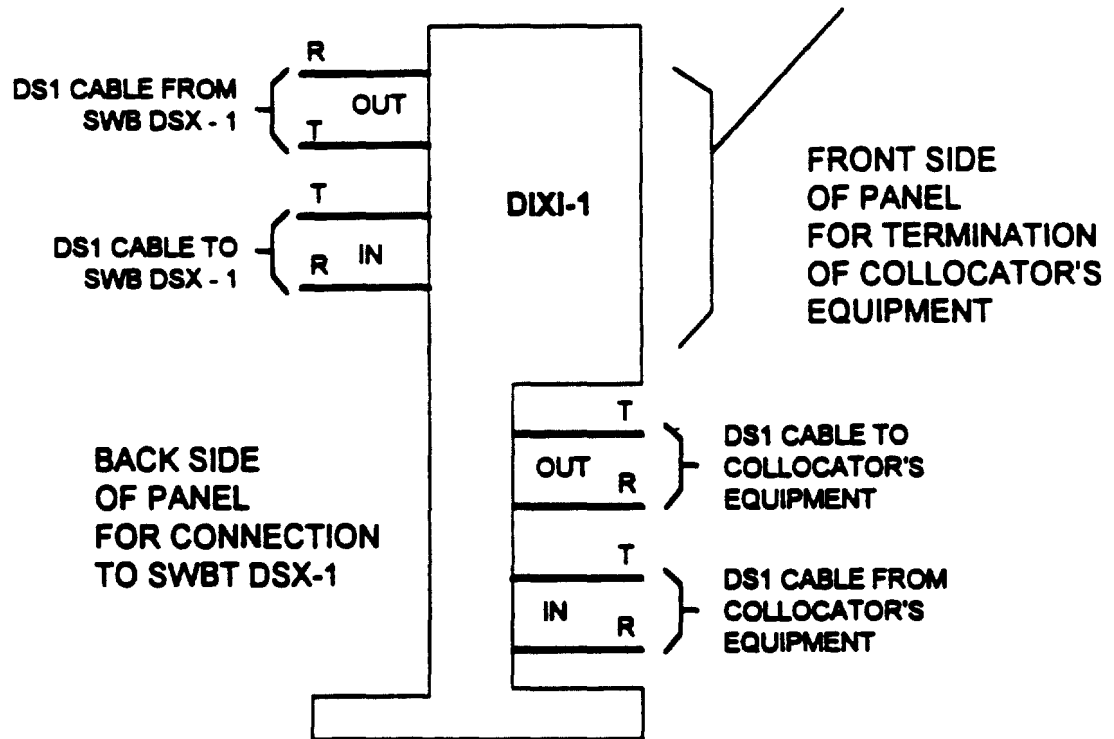 R
DS1 CABLE FROM
SWB DSX - 1
OUT
T
T
DS1 CABLE TO
SWB DSX - 1
R
IN
DIXI-1
FRONT SIDE
OF PANEL
FOR TERMINATION
OF COLLOCATOR'S
EQUIPMENT
BACK SIDE
OF PANEL
FOR CONNECTION
TO SWBT DSX-1
T
OUT
R
DS1 CABLE TO
COLLOCATOR'S
EQUIPMENT
T
IN
R
DS1 CABLE FROM
COLLOCATOR'S
EQUIPMENT